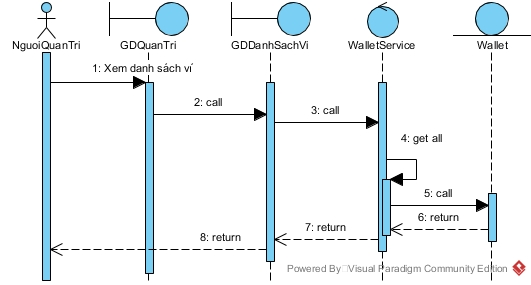 NguoiQuanTri GDQuanTri GDDanhSachVi WalletService Wallet
1: Xem danh sách ví
2: call
3: call
4: get all
5: call
6: return
7: return
8: return
Powered By Visual Paradigm Community Edition